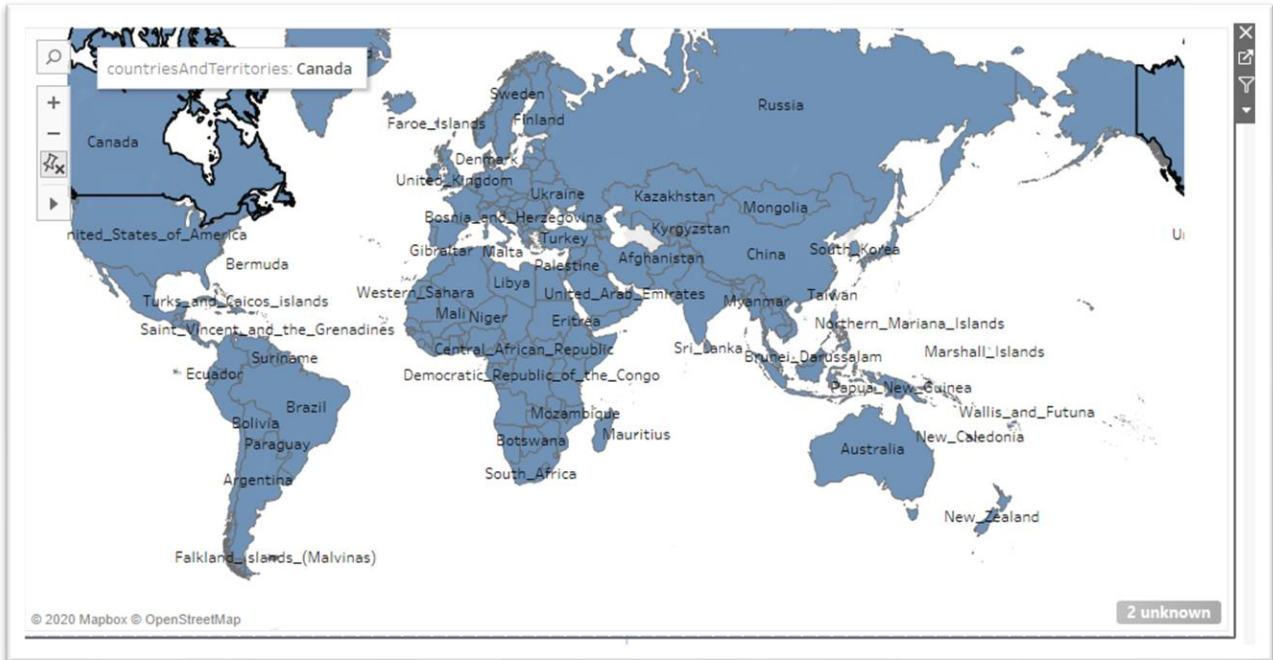 countriesAndTerritories: Canada
Sweden
Russia
Faroe_Islands
Finland
Canada
Denmark
United_Kingdom
Ukraine
Kazakhstan
Mongolia
Bosnia_and_Herzegovina
Kyrgyzstan
nited_States_of_America
Turkey
South_Korea
U
Gibraltar
Malta
Afghanistan
China
Bermuda
Palestine
Libya
Western_Sahara
United_Arab_Emirates
Myanmar
Taiwan
Turks_and_Caicos_islands
Mali
Niger
Eritrea
Northern_Mariana_Islands
Saint_Vincent_and_the_Grenadines
Central_African_Republic
Sri_Lanka
Marshall_Islands
Suriname
Brunei_Darussalam
Ecuador
Democratic_Republic_of_the_Congo
Papua_New_Guinea
Brazil
Mozambique
Wallis_and_Futuna
Bolivia
Mauritius
New_Caledonia
Paraguay
Botswana
Australia
Argentina
South_Africa
New_Zealand
Falkland_Islands_(Malvinas)
© 2020 Mapbox © OpenStreetMap
2 unknown